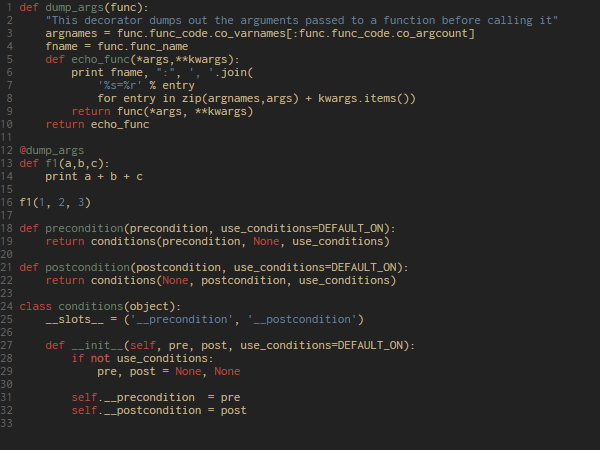 1 def dump_args(func):
2     "This decorator dumps out the arguments passed to a function before calling it"
3     argnames = func.func_code.co_varnames[:func.func_code.co_argcount]
4     fname = func.func_name
5     def echo_func(*args,**kwargs):
6         print fname, ":", ', '.join(
7             '%s=%r' % entry
8             for entry in zip(argnames,args) + kwargs.items())
9         return func(*args, **kwargs)
10     return echo_func
11
12 @dump_args
13 def f1(a,b,c):
14     print a + b + c
15
16 f1(1, 2, 3)
17
18 def precondition(precondition, use_conditions=DEFAULT_ON):
19     return conditions(precondition, None, use_conditions)
20
21 def postcondition(postcondition, use_conditions=DEFAULT_ON):
22     return conditions(None, postcondition, use_conditions)
23
24 class conditions(object):
25     __slots__ = ('__precondition', '__postcondition')
26
27     def __init__(self, pre, post, use_conditions=DEFAULT_ON):
28         if not use_conditions:
29             pre, post = None, None
30
31         self.__precondition  = pre
32         self.__postcondition = post
33